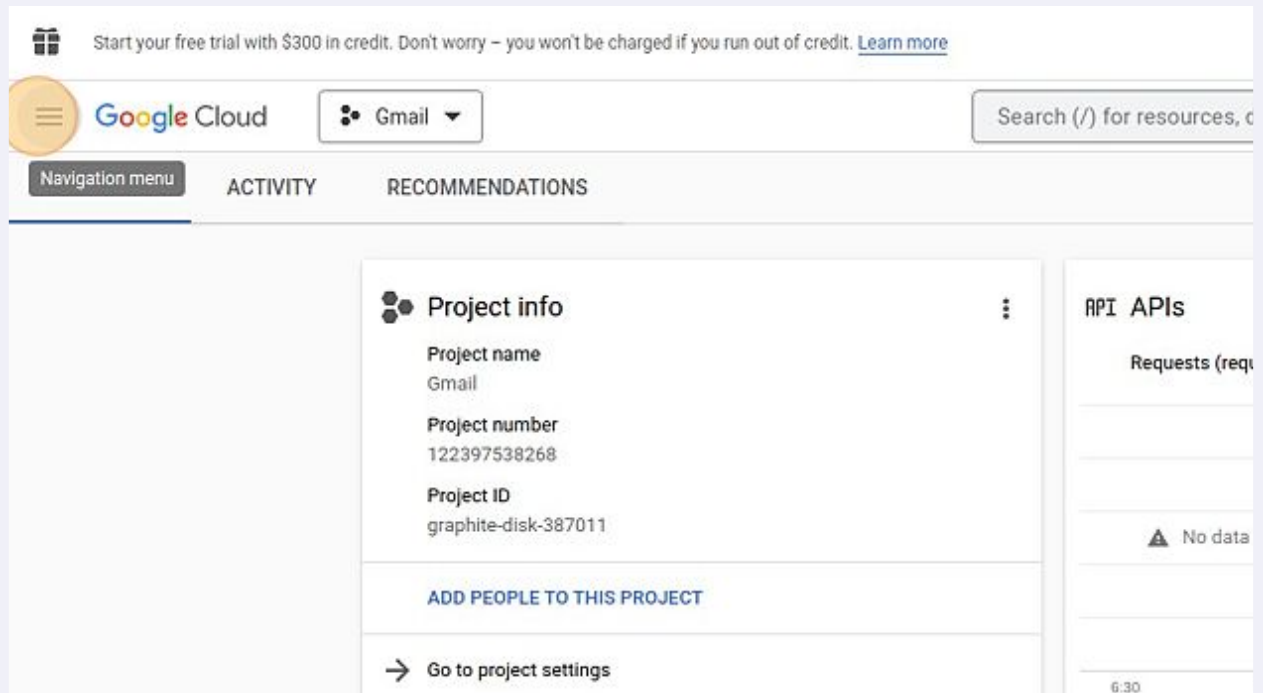 Start your free trial with $300 in credit. Don't worry – you won't be charged if you run out of credit. Learn more
Google Cloud
Gmail
Search (/) for resources,
Navigation menu
ACTIVITY
RECOMMENDATIONS
Project info
Project name
Gmail
Project number
122397538268
Project ID
graphite-disk-387011
ADD PEOPLE TO THIS PROJECT
Go to project settings
API APIs
Requests (requ
No data
6:30